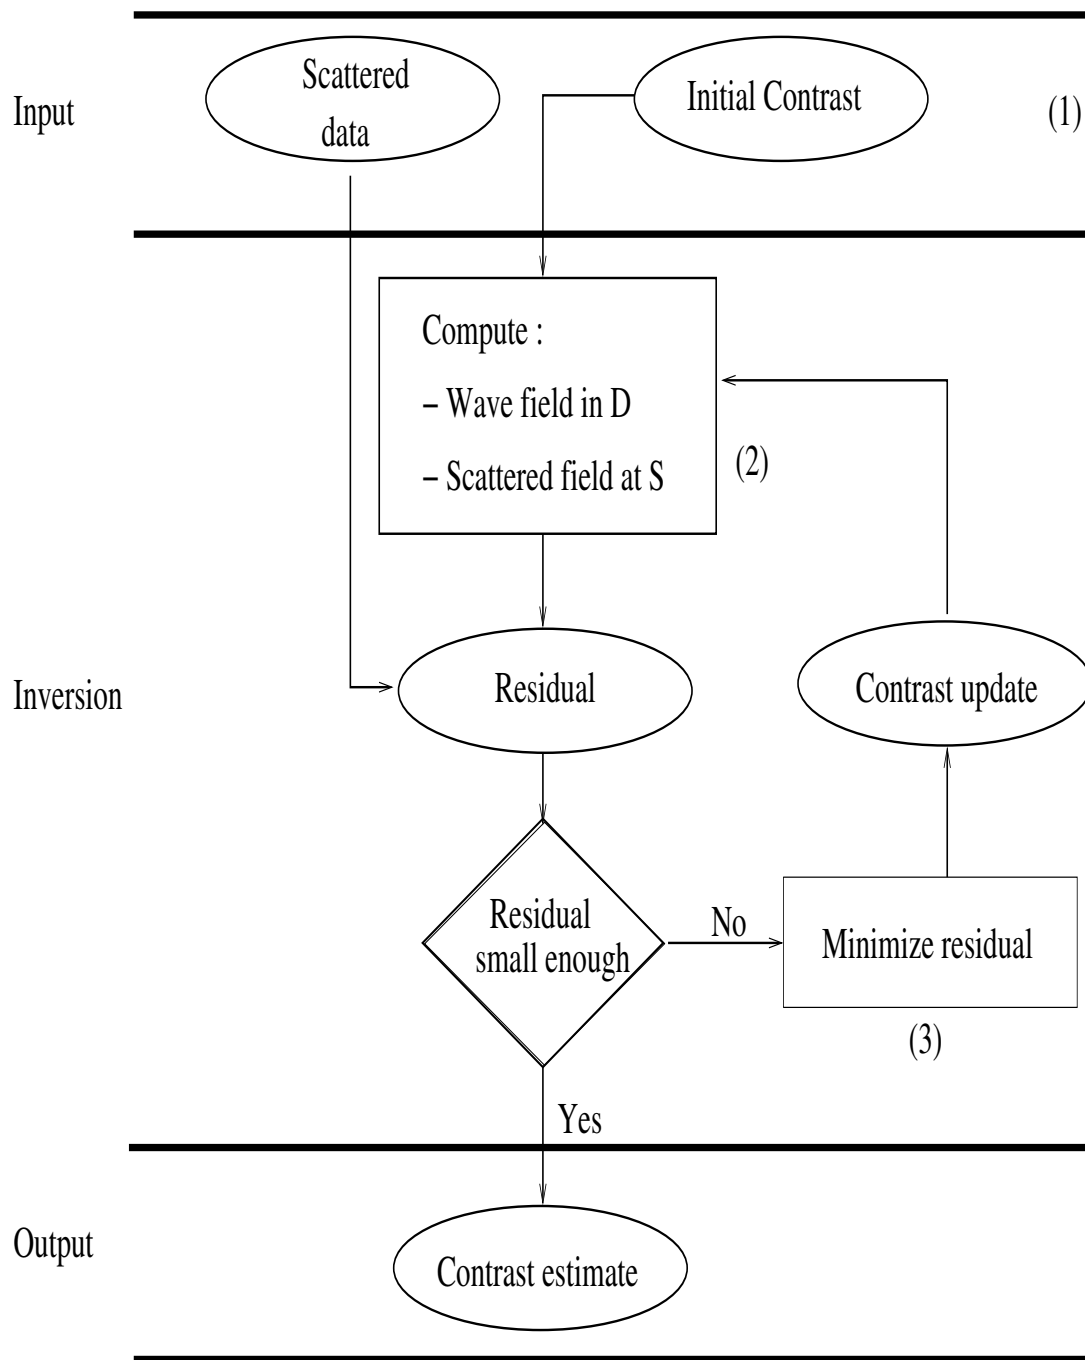 Scattered
data
Initial Contrast
Input
(1)
Compute :
– Wave field in D
– Scattered field at S
(2)
Inversion
Residual
Contrast update
Residual
small enough
No
Minimize residual
(3)
Yes
Output
Contrast estimate